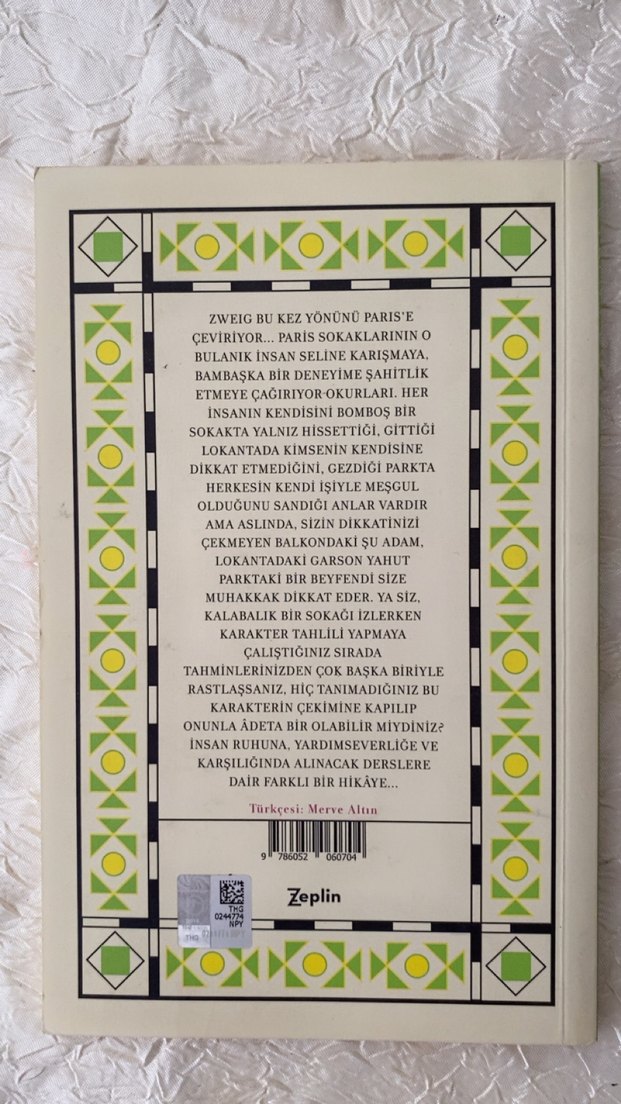 ZWEIG BU KEZ YÖNÜNÜ PARIS'E
ÇEVİRİYOR... PARİS SOKAKLARININ O
BULANIK İNSAN SELİNE KARIŞMAYA,
BAMBAŞKA BİR DENEYİME ŞAHİTLİK
ETMEYE ÇAĞIRIYOR OKURLARI. HER
İNSANIN KENDİSİNİ BOMBOŞ BİR
SOKAKTA YALNIZ HİSSETTİĞİ, GİTTİĞİ
LOKANTADA KİMSENİN KENDİSİNE
DİKKAT ETMEDİĞİNİ, GEZDİĞİ PARKTA
HERKESİN KENDİ İŞİYLE MEŞGUL
OLDUĞUNU SANDIĞI ANLAR VARDIR
AMA ASLINDA, SİZİN DİKKATİNİZİ
ÇEKMEYEN BALKONDAKİ ŞU ADAM,
LOKANTADAKİ GARSON YAHUT
PARKTAKİ BİR BEYFENDİ SİZE
MUHAKKAK DİKKAT EDER. YA SİZ,
KALABALIK BİR SOKAĞI İZLERKEN
KARAKTER TAHLİLİ YAPMAYA
ÇALIŞTIĞINIZ SIRADA
TAHMİNLERİNİZDEN ÇOK BAŞKA BİRİYLE
RASTLAŞSANIZ, HİÇ TANIMADIĞINIZ BU
KARAKTERİN ÇEKİMİNE KAPILIP
ONUNLA ÂDETA BİR OLABİLİR MİYDİNİZ?
İNSAN RUHUNA, YARDIMSEVERLİĞE VE
KARŞILIĞINDA ALINACAK DERSLERE
DAİR FARKLI BİR HİKÂYE...
Türkçesi: Merve Altın
9 786052 060704
Zeplin
THG
0244774
NPY